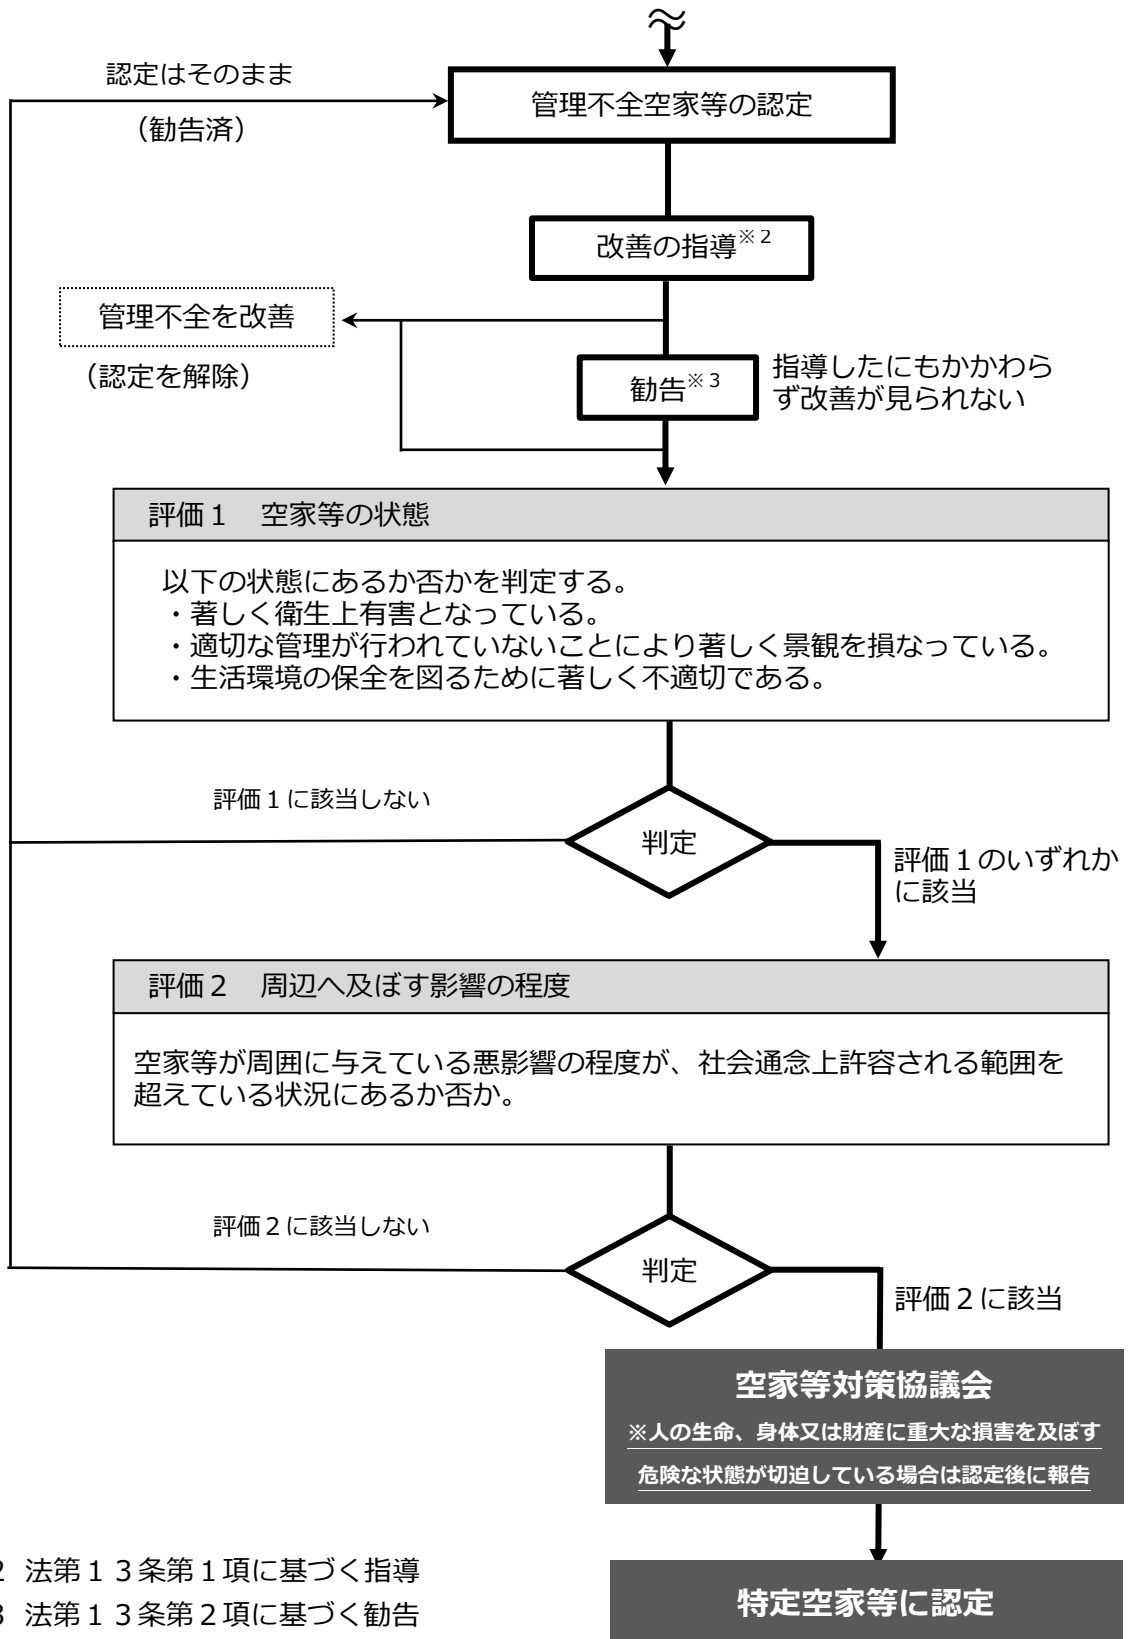 認定はそのまま
（勧告済）
管理不全空家等の認定
改善の指導※２
管理不全を改善
（認定を解除）
勧告※３
指導したにもかかわら
ず改善が見られない
評価１　空家等の状態
以下の状態にあるか否かを判定する。
・著しく衛生上有害となっている。
・適切な管理が行われていないことにより著しく景観を損なっている。
・生活環境の保全を図るために著しく不適切である。
評価１に該当しない
判定
評価１のいずれか
に該当
評価２　周辺へ及ぼす影響の程度
空家等が周囲に与えている悪影響の程度が、社会通念上許容される範囲を
超えている状況にあるか否か。
評価２に該当しない
判定
評価２に該当
空家等対策協議会
※人の生命、身体又は財産に重大な損害を及ぼす
危険な状態が切迫している場合は認定後に報告
2 法第１３条第１項に基づく指導
3 法第１３条第２項に基づく勧告
特定空家等に認定